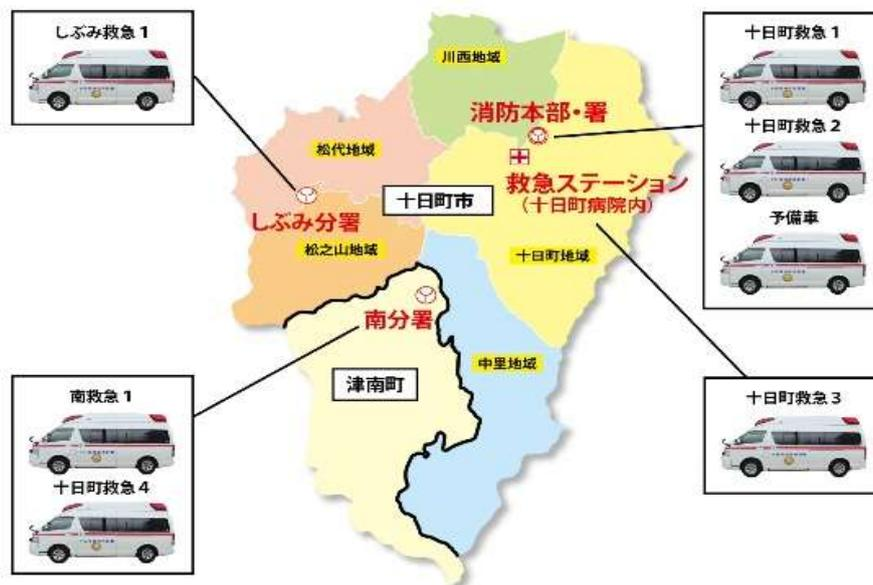 しぶみ救急1
十日町救急1
十日町救急2
予備車
川西地域
消防本部・署
松代地域
救急ステーション
(十日町病院内)
十日町市
しぶみ分署
松之山地域
十日町地域
南分署
中里地域
津南町
南救急1
十日町救急4
十日町救急3